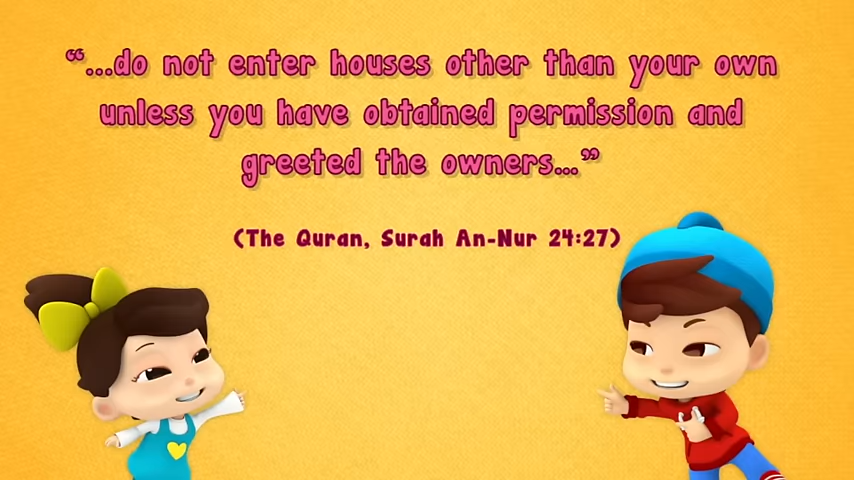 “...do not enter houses other than your own
unless you have obtained permission and
greeted the owners...”
(The Quran, Surah An-Nur 24:27)